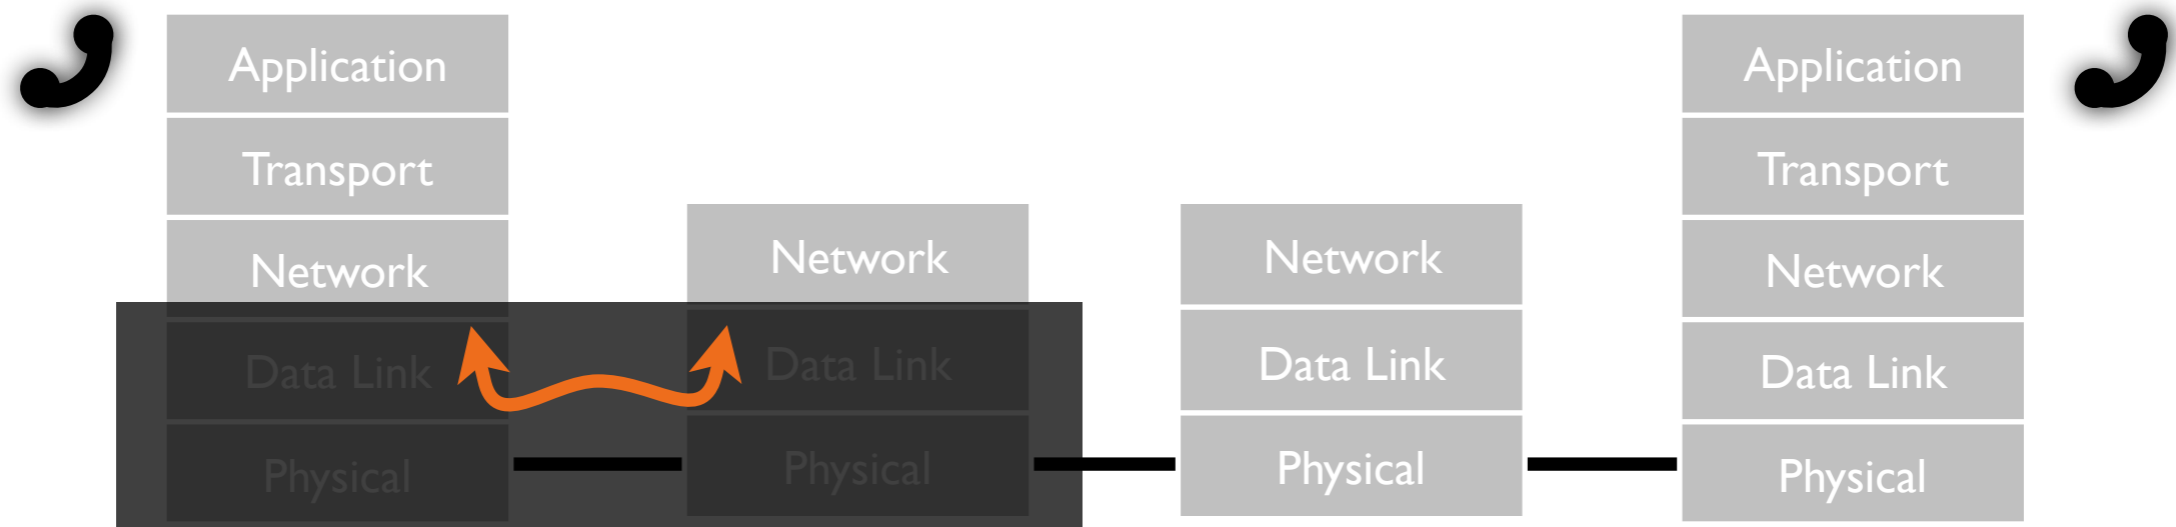 Application
Transport
Network
Data Link
Physical
Network
Data Link
Physical
Network
Data Link
Physical
Application
Transport
Network
Data Link
Physical